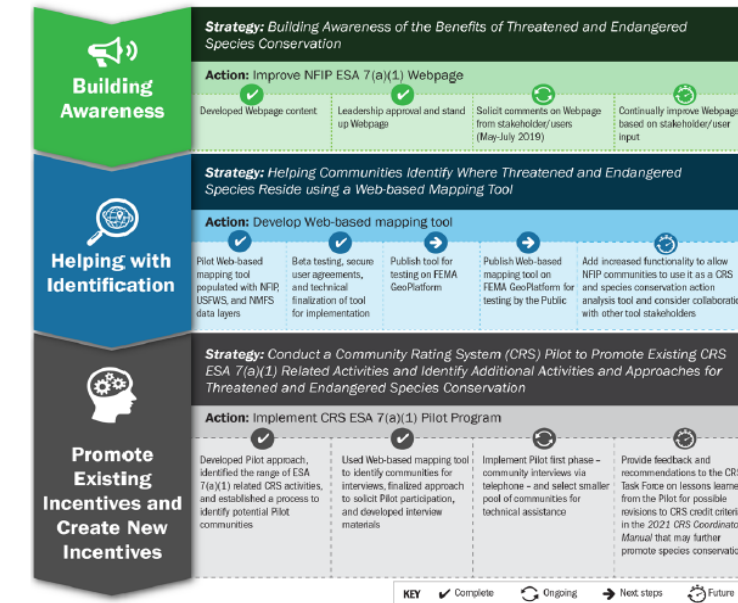 Building
Awareness
Strategy: Building Awareness of the Benefits of Threatened and Endangered
Species Conservation
Action: Improve NFIP ESA 7(a)(1) Webpage
Developed Webpage content
Leadership approval and stand
up Webpage
Solicit comments on Webpage
from stakeholder/users
(May-July 2019)
Continually improve Webpage
based on stakeholder/user
input
Helping with
Identification
Strategy: Helping Communities Identify Where Threatened and Endangered
Species Reside using a Web-based Mapping Tool
Action: Develop Web-based mapping tool
Pilot Web-based
mapping tool
populated with NFIP,
USFWS, and NMFS
data layers
Beta testing, secure
user agreements,
and technical
finalization of tool
for implementation
Publish tool for
testing on FEMA
GeoPlatform
Publish Web-based
mapping tool on
FEMA GeoPlatform for
testing by the Public
Add increased functionality to allow
NFIP communities to use it as a CRS
and species conservation action
analysis tool and consider collaboratio
with other tool stakeholders
Promote
Existing
Incentives and
Create New
Incentives
Strategy: Conduct a Community Rating System (CRS) Pilot to Promote Existing CRS
ESA 7(a)(1) Related Activities and Identify Additional Activities and Approaches for
Threatened and Endangered Species Conservation
Action: Implement CRS ESA 7(a)(1) Pilot Program
Developed Pilot approach,
identified the range of ESA
7(a)(1) related CRS activities,
and established a process to
identify potential Pilot
communities
Used Web-based mapping tool
to identify communities for
interviews, finalized approach
to solicit Pilot participation,
and developed interview
materials
Implement Pilot first phase –
community interviews via
telephone – and select smaller
pool of communities for
technical assistance
Provide feedback and
recommendations to the CRS
Task Force on lessons learne
from the Pilot for possible
revisions to CRS credit criteri
in the 2021 CRS Coordinato
Manual that may further
promote species conservatio
KEY Complete Ongoing Next steps Future